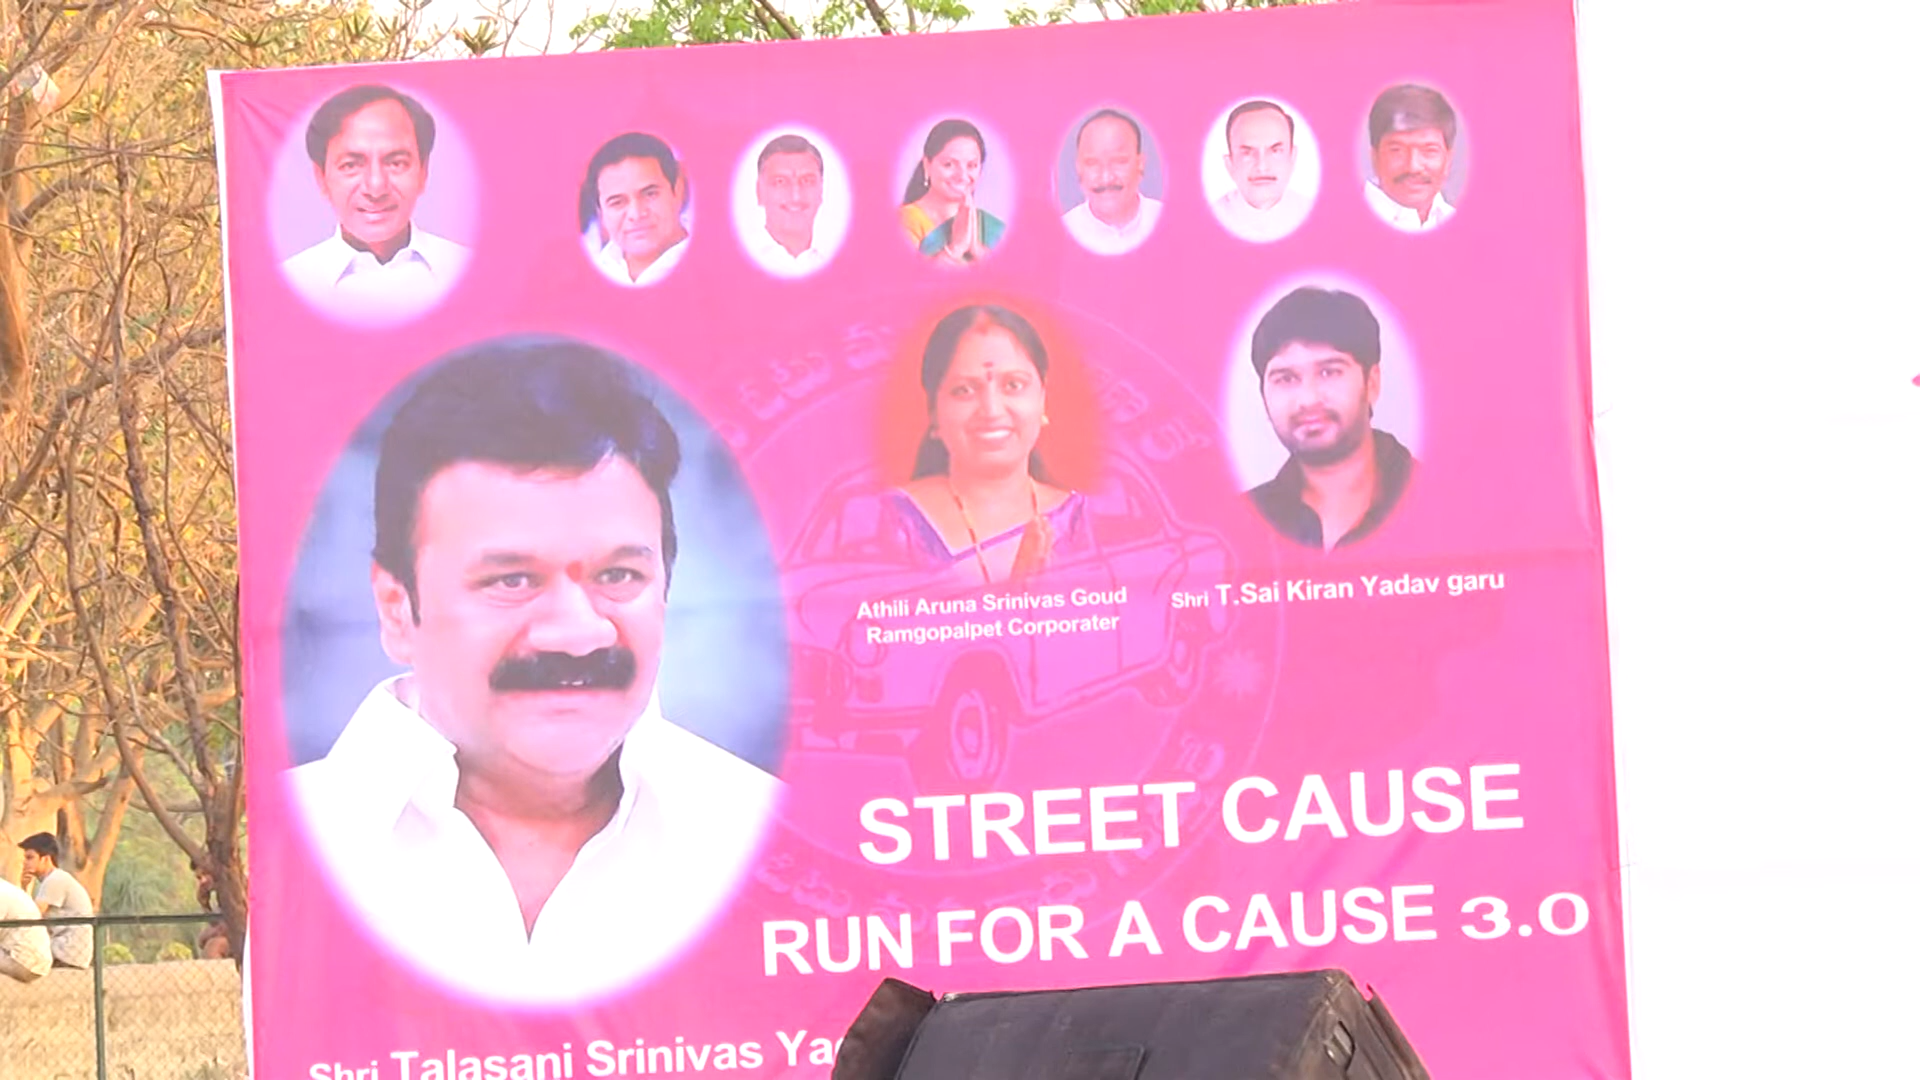 Athili Aruna Srinivas Goud
Ramgopalpet Corporater
Shri T.Sai Kiran Yadav garu
STREET CAUSE
RUN FOR A CAUSE 3.0
Shri Talasani Srinivas